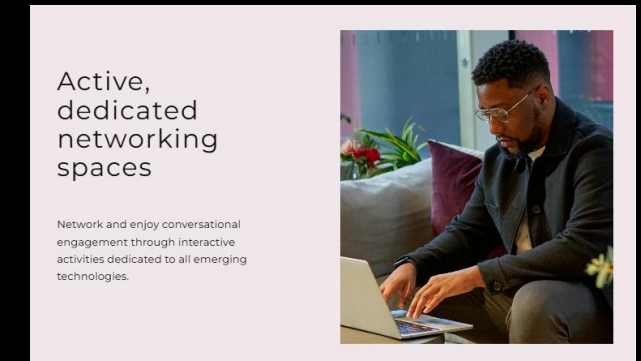 Active,
dedicated
networking
spaces
Network and enjoy conversational
engagement through interactive
activities dedicated to all emerging
technologies.